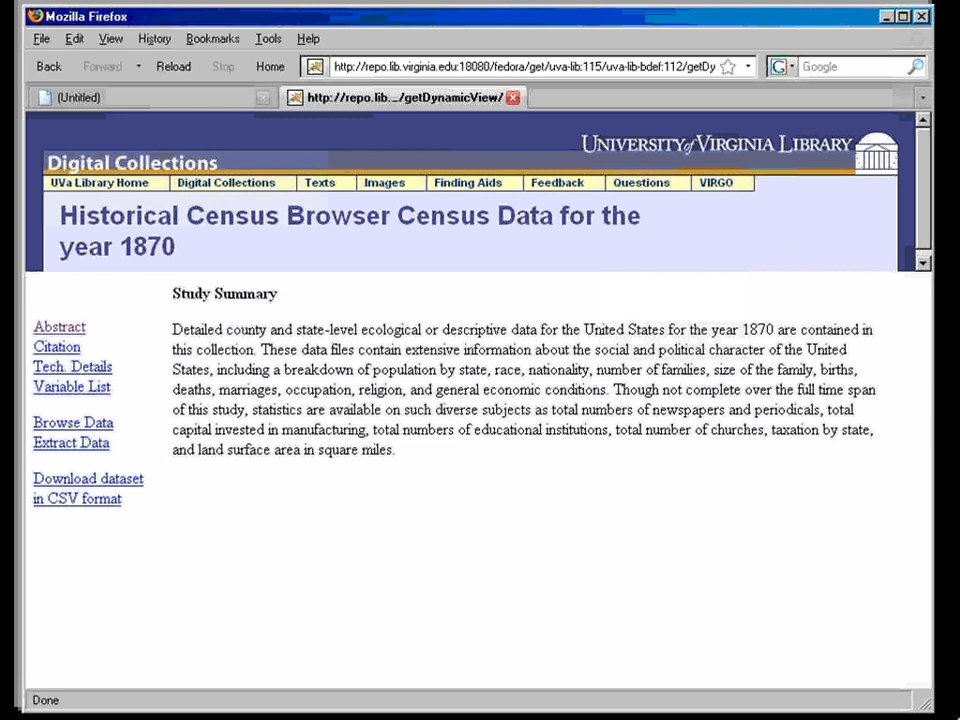 Mozilla Firefox
File Edit View History Bookmarks Tools Help
Back Forward Reload Stop Home http://repo.lib.virginia.edu:18080/fedora/get/uva-lib:115/uva-lib-bdef:112/getDy G Google
(Untitled) http://repo.lib.../getDynamicView/
UNIVERSITY of VIRGINIA LIBRARY
Digital Collections
UVa Library Home Digital Collections Texts Images Finding Aids Feedback Questions VIRGO
Historical Census Browser Census Data for the
year 1870
Study Summary
Abstract
Citation
Tech. Details
Variable List
Browse Data
Extract Data
Download dataset
in CSV format
Detailed county and state-level ecological or descriptive data for the United States for the year 1870 are contained in
this collection. These data files contain extensive information about the social and political character of the United
States, including a breakdown of population by state, race, nationality, number of families, size of the family, births,
deaths, marriages, occupation, religion, and general economic conditions. Though not complete over the full time span
of this study, statistics are available on such diverse subjects as total numbers of newspapers and periodicals, total
capital invested in manufacturing, total numbers of educational institutions, total number of churches, taxation by state,
and land surface area in square miles.
Done